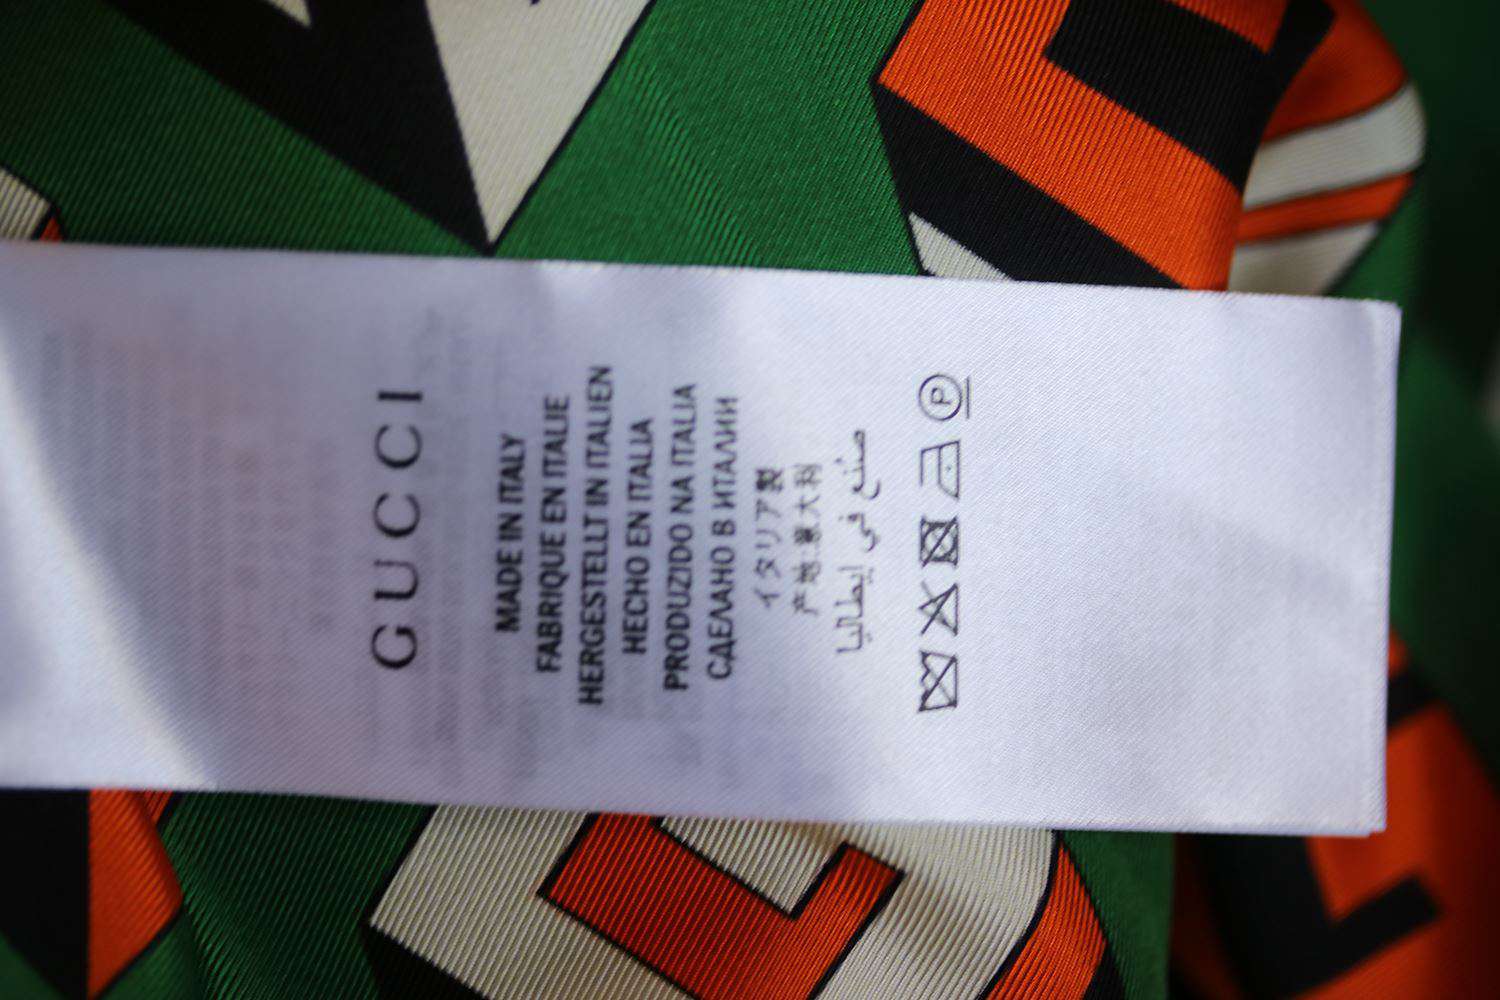 GUCCI
MADE IN ITALY
FABRIQUE EN ITALIE
HERGESTELLT IN ITALIEN
HECHO EN ITALIA
PRODUZIDO NA ITALIA
СДЕЛАНО В ИТАЛИИ
イタリア製
产地:意大利
صنع في إيطاليا
P